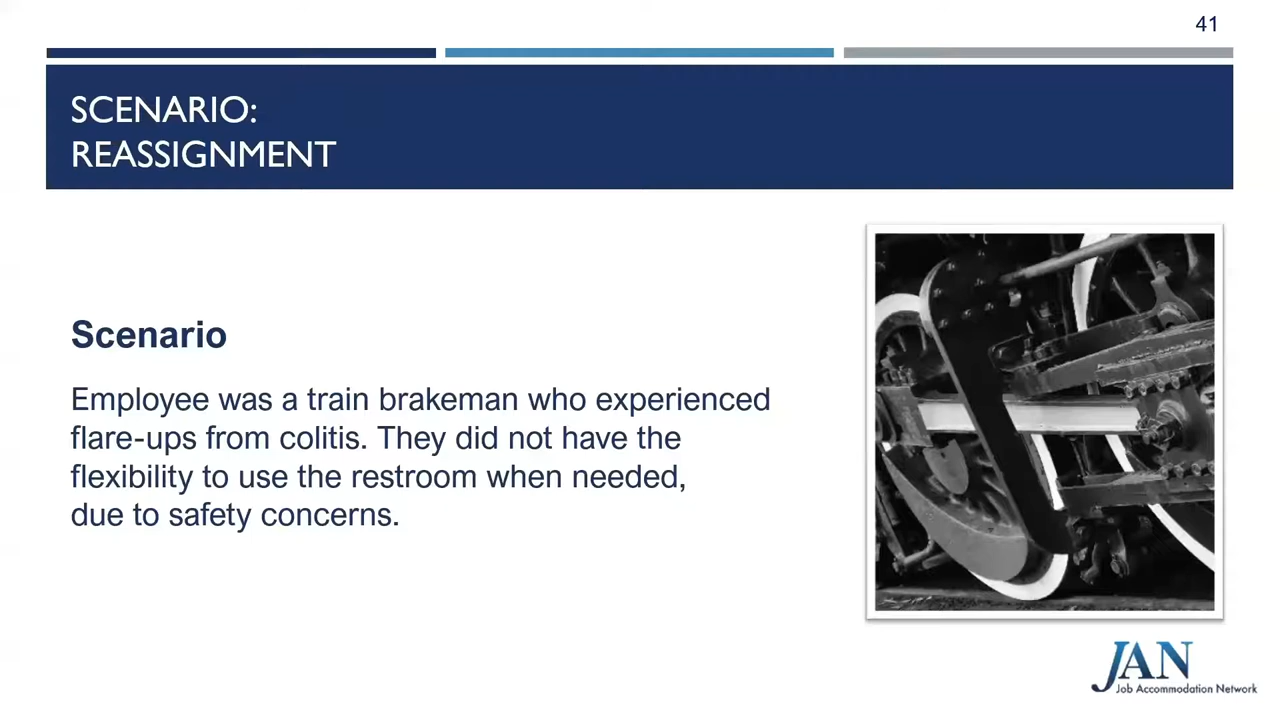 41
SCENARIO:
REASSIGNMENT
Scenario
Employee was a train brakeman who experienced
flare-ups from colitis. They did not have the
flexibility to use the restroom when needed,
due to safety concerns.
JAN
Job Accommodation Network